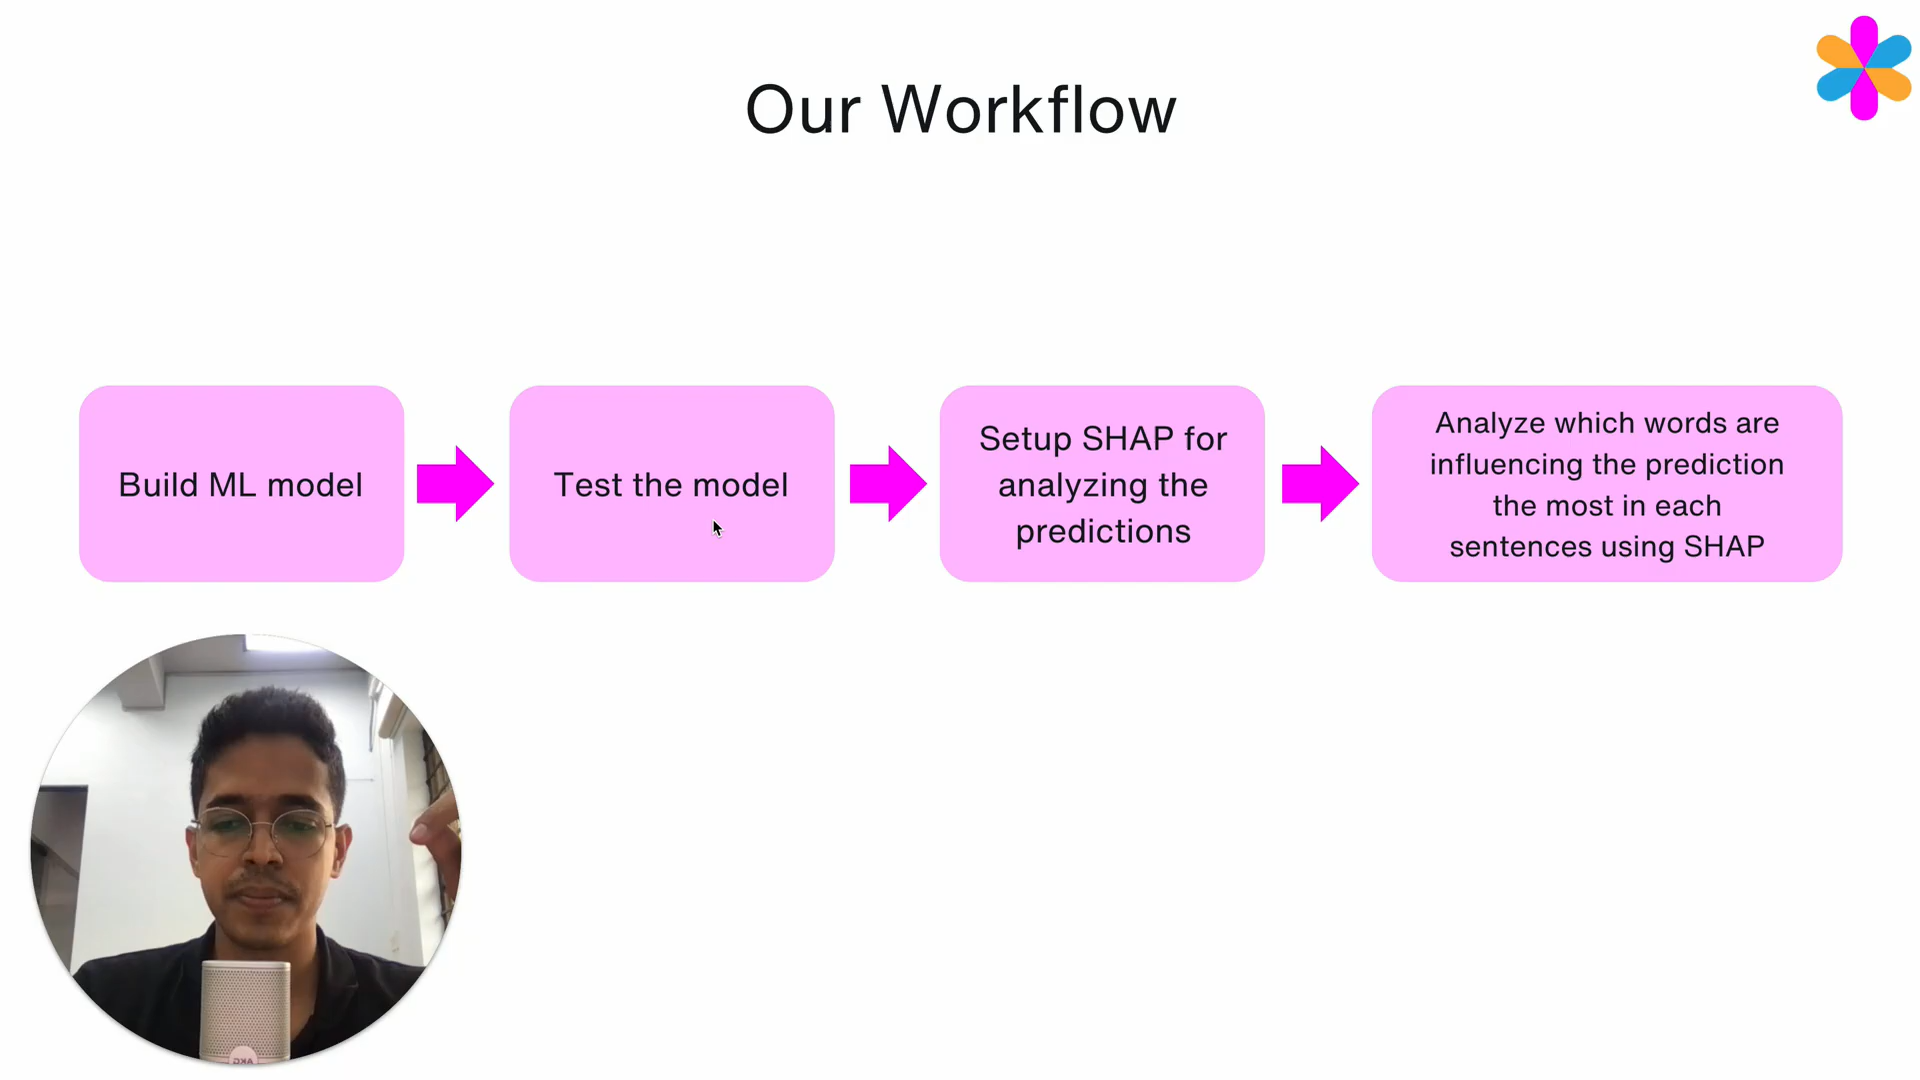 Our Workflow
Build ML model
Test the model
Setup SHAP for
analyzing the
predictions
Analyze which words are
influencing the prediction
the most in each
sentences using SHAP
AKG